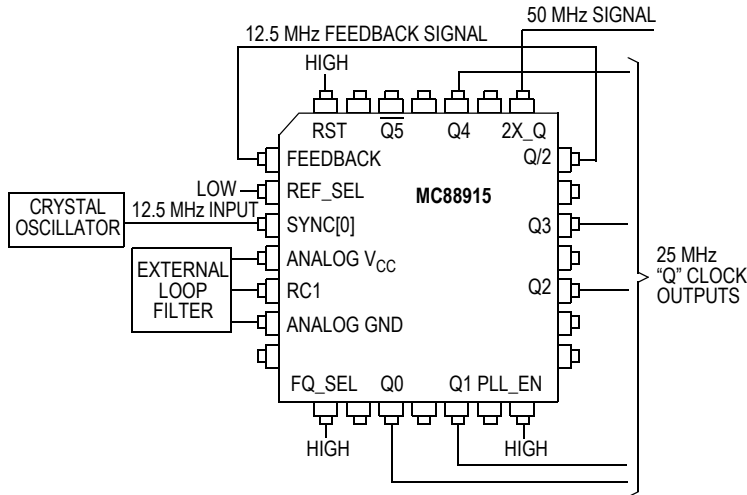 50 MHz SIGNAL
12.5 MHz FEEDBACK SIGNAL
HIGH
RST Q5 Q4 2X_Q
FEEDBACK Q/2
LOW REF_SEL MC88915
CRYSTAL
OSCILLATOR
12.5 MHz INPUT
SYNC[0] Q3
ANALOG VCC
EXTERNAL
LOOP
FILTER
RC1 Q2
ANALOG GND
25 MHz
“Q” CLOCK
OUTPUTS
FQ_SEL Q0 Q1 PLL_EN
HIGH HIGH